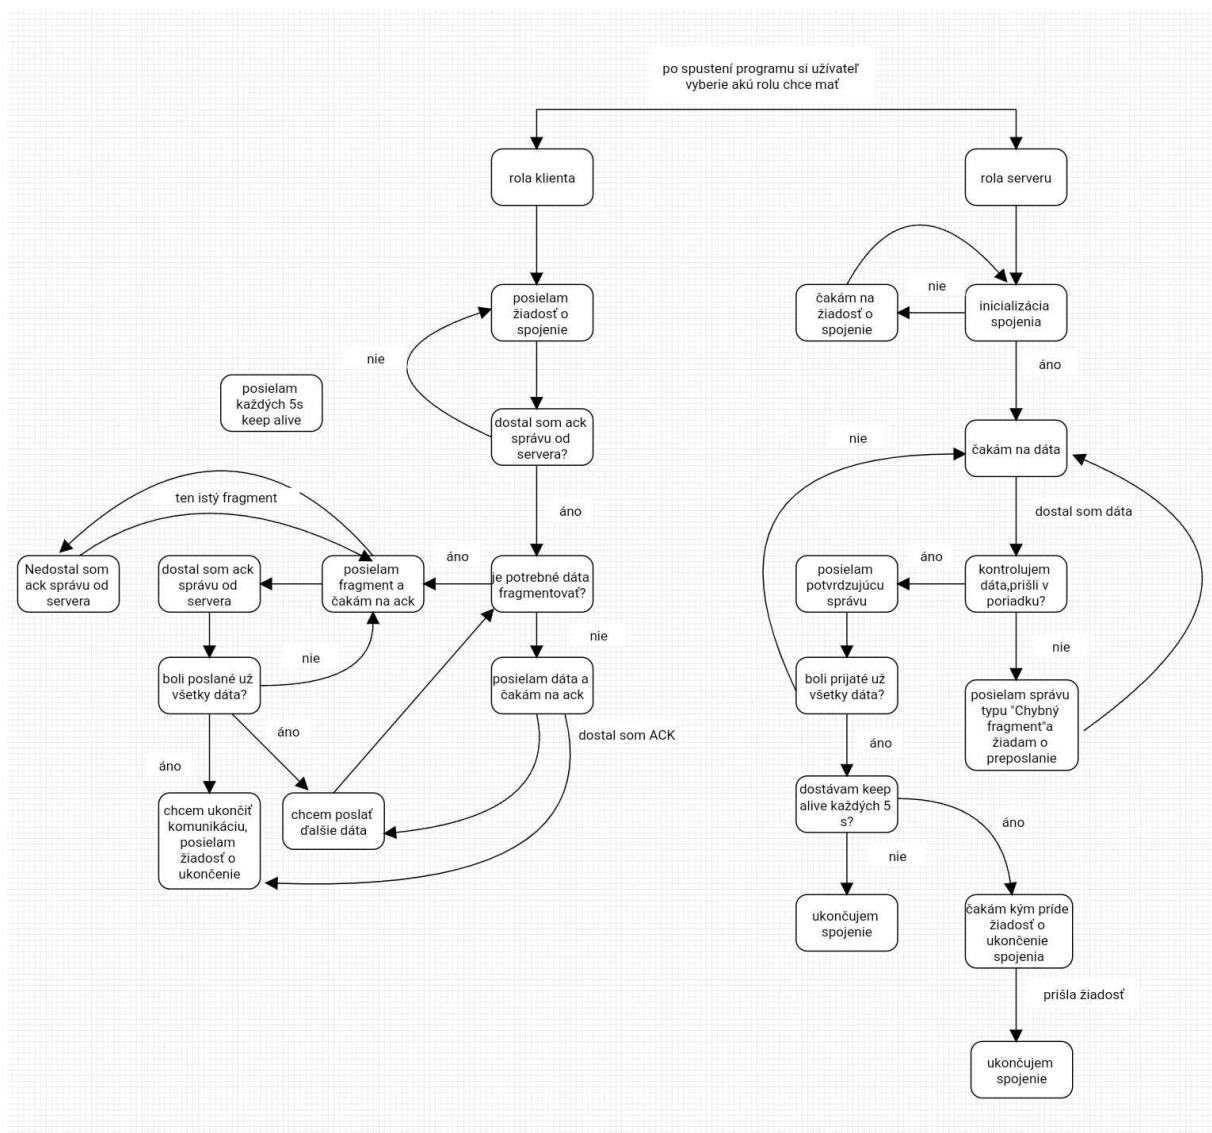 po spustení programu si užívateľ
vyberie akú rolu chce mať
rola klienta
rola serveru
posielam
žiadosť o
spojenie
nie
čakám na
žiadosť o
spojenie
nie
inicializácia
spojenia
áno
posielam
každých 5s
keep alive
dostal som ack
správu od
servera?
nie
čakám na dáta
ten istý fragment
áno
dostal som dáta
Nedostal som
ack správu od
servera
dostal som ack
správu od
servera
posielam
fragment a
čakám na ack
áno
je potrebné dáta
fragmentovať?
posielam
potvrdzujúcu
správu
áno
kontrolujem
dáta,prišli v
poriadku?
nie
nie
boli poslané už
všetky dáta?
nie
posielam dáta a
čakám na ack
boli prijaté už
všetky dáta?
posielam správu
typu "Chybný
fragment"a
žiadam o
preposlanie
áno
áno
dostal som ACK
áno
chcem ukončiť
komunikáciu,
posielam
žiadosť o
ukončenie
chcem poslať
ďalšie dáta
dostávam keep
alive každých 5
s?
áno
nie
ukončujem
spojenie
čakám kým príde
žiadosť o
ukončenie
spojenia
prišla žiadosť
ukončujem
spojenie